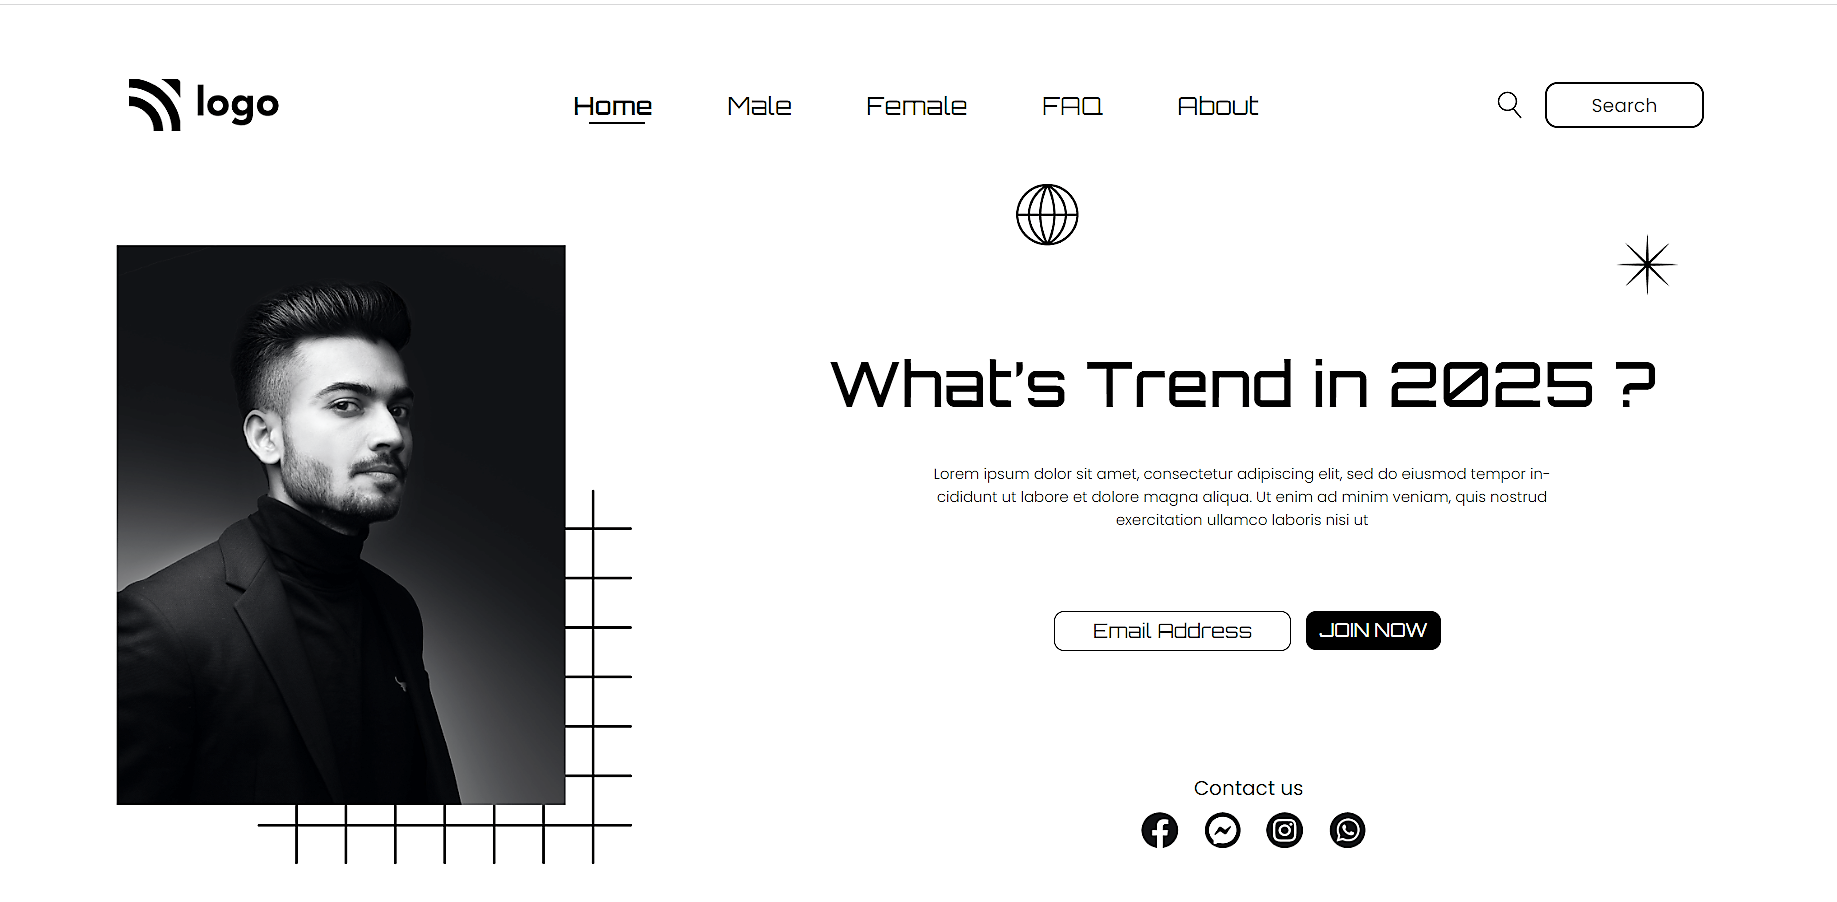 logo
Home
Male
Female
FAQ
About
Search
What's Trend in 2025 ?
Lorem ipsum dolor sit amet, consectetur adipiscing elit, sed do eiusmod tempor in-
cididunt ut labore et dolore magna aliqua. Ut enim ad minim veniam, quis nostrud
exercitation ullamco laboris nisi ut
Email Address
JOIN NOW
Contact us